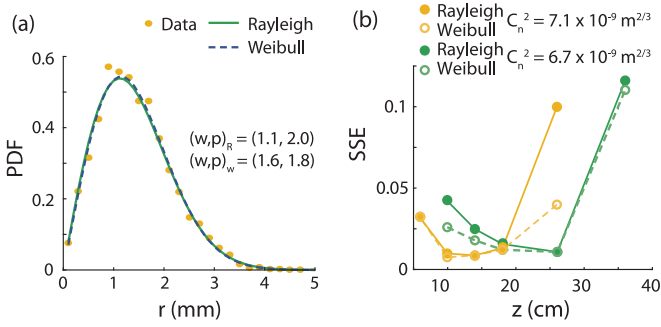 (a)
Data
Rayleigh
Weibull
PDF
0.6
0.4
0.2
0
(w,p)R = (1.1, 2.0)
(w,p)w = (1.6, 1.8)
0 1 2 3 4 5
r (mm)
(b)
Rayleigh
Weibull
Cn2 = 7.1 x 10-9 m2/3
Rayleigh
Weibull
Cn2 = 6.7 x 10-9 m2/3
SSE
0.1
0.05
0
10 20 30 40
z (cm)